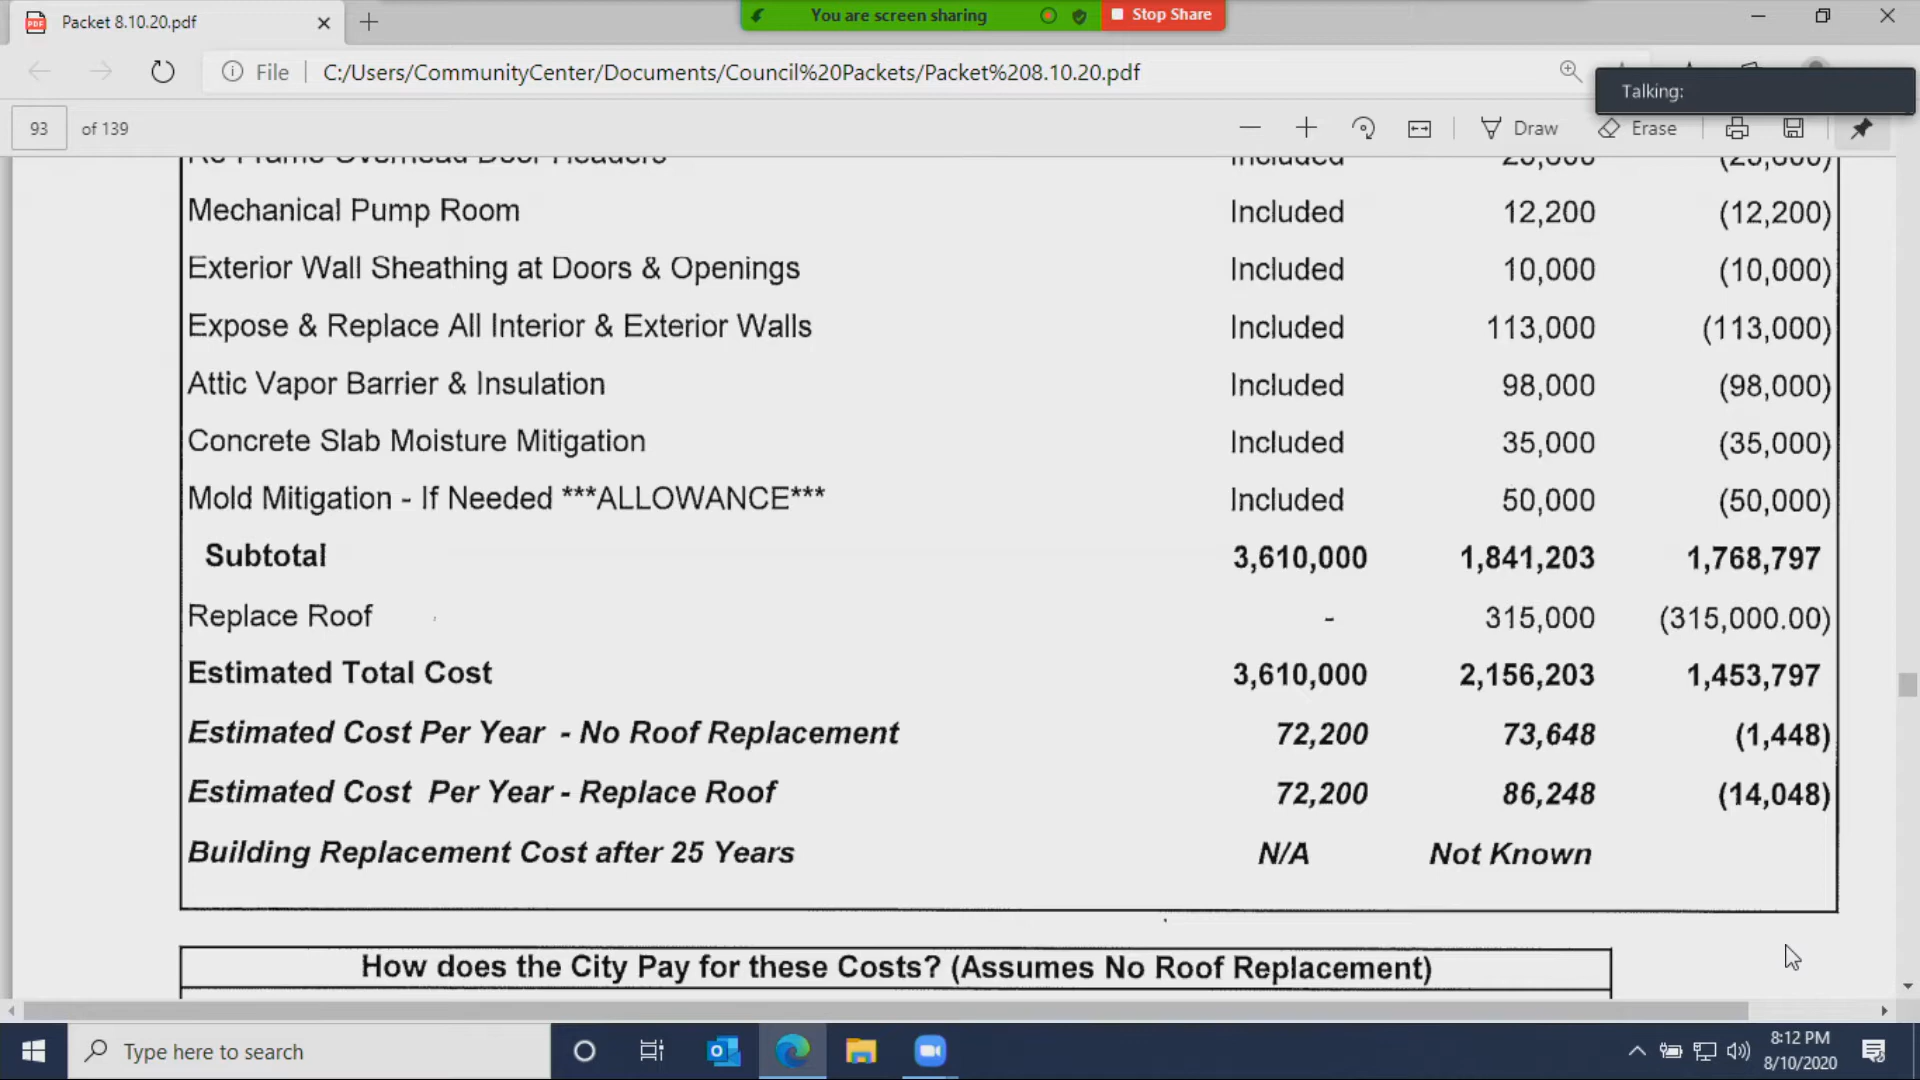 Packet 8.10.20.pdf
You are screen sharing
Stop Share
File C:/Users/CommunityCenter/Documents/Council%20Packets/Packet%208.10.20.pdf
Talking:
93 of 139
Draw
Erase
Overhead Door Headers Included
Mechanical Pump Room Included 12,200 (12,200)
Exterior Wall Sheathing at Doors & Openings Included 10,000 (10,000)
Expose & Replace All Interior & Exterior Walls Included 113,000 (113,000)
Attic Vapor Barrier & Insulation Included 98,000 (98,000)
Concrete Slab Moisture Mitigation Included 35,000 (35,000)
Mold Mitigation - If Needed ***ALLOWANCE*** Included 50,000 (50,000)
Subtotal 3,610,000 1,841,203 1,768,797
Replace Roof - 315,000 (315,000.00)
Estimated Total Cost 3,610,000 2,156,203 1,453,797
Estimated Cost Per Year - No Roof Replacement 72,200 73,648 (1,448)
Estimated Cost Per Year - Replace Roof 72,200 86,248 (14,048)
Building Replacement Cost after 25 Years N/A Not Known
How does the City Pay for these Costs? (Assumes No Roof Replacement)
Type here to search
8:12 PM
8/10/2020